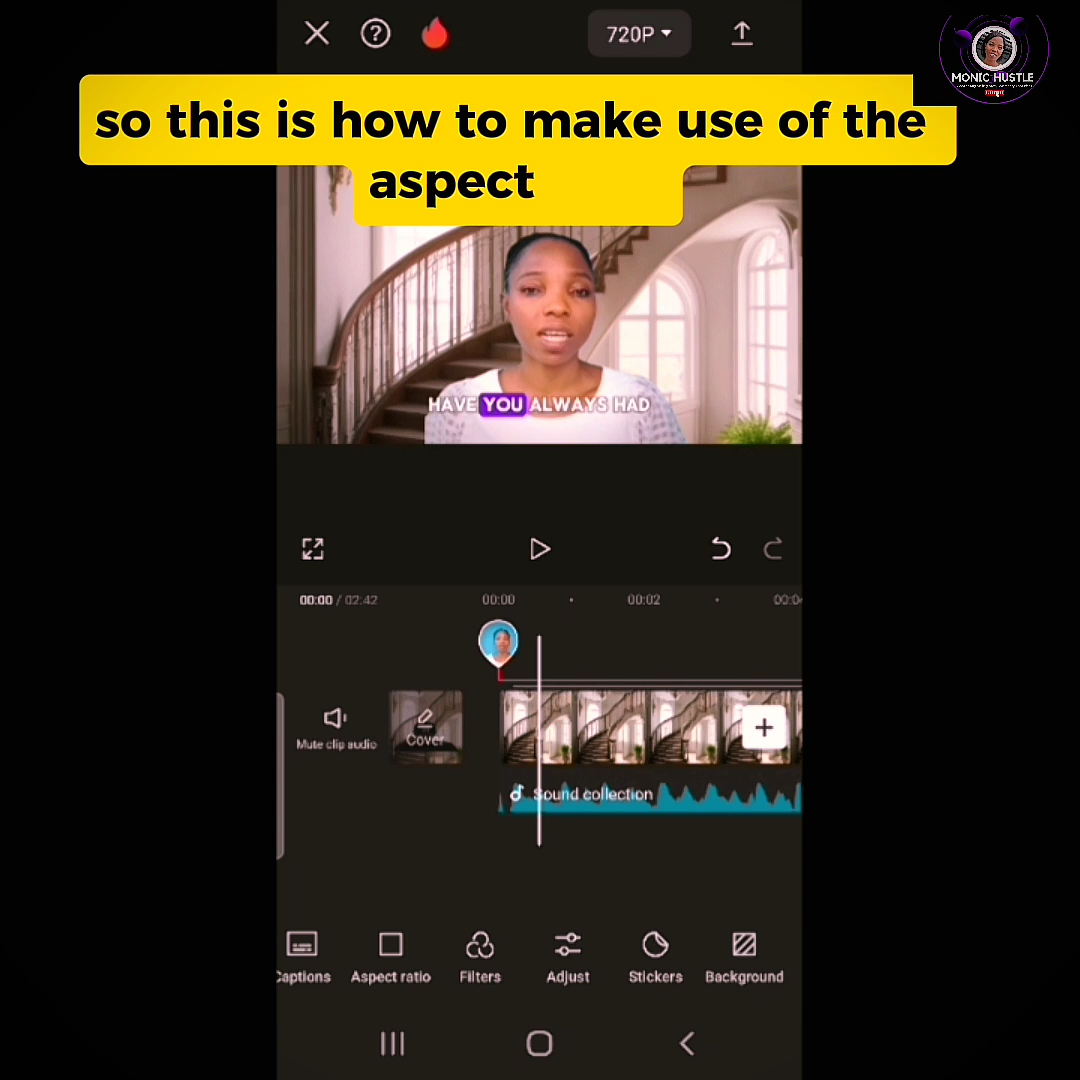 720P
MONIC HUSTLE
so this is how to make use of the
aspect
HAVE YOU ALWAYS HAD
00:00 / 02:42
00:00
00:02
Mute clip audio
Cover
Sound collection
Captions
Aspect ratio
Filters
Adjust
Stickers
Background